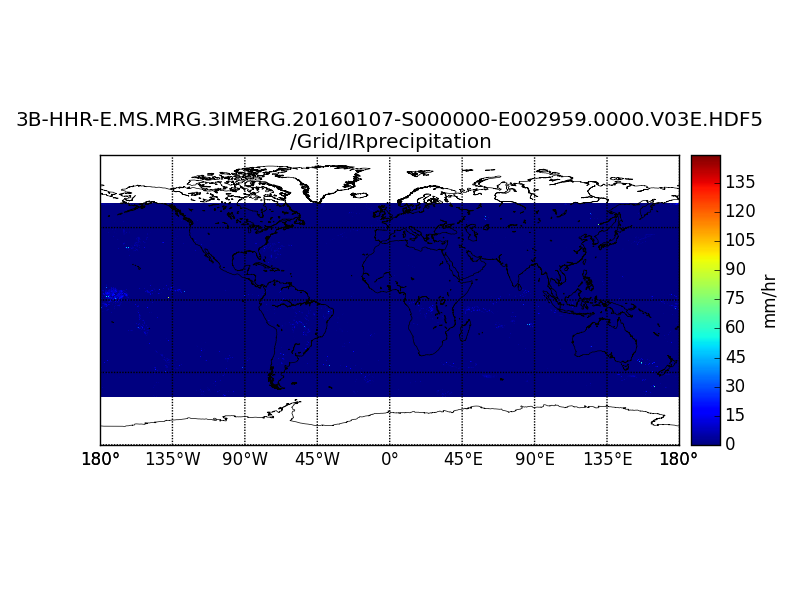 3B-HHR-E.MS.MRG.3IMERG.20160107-S000000-E002959.0000.V03E.HDF5
/Grid/IRprecipitation
135
120
105
90
75
60
45
30
15
0
mm/hr
180° 135°W 90°W 45°W 0° 45°E 90°E 135°E 180°